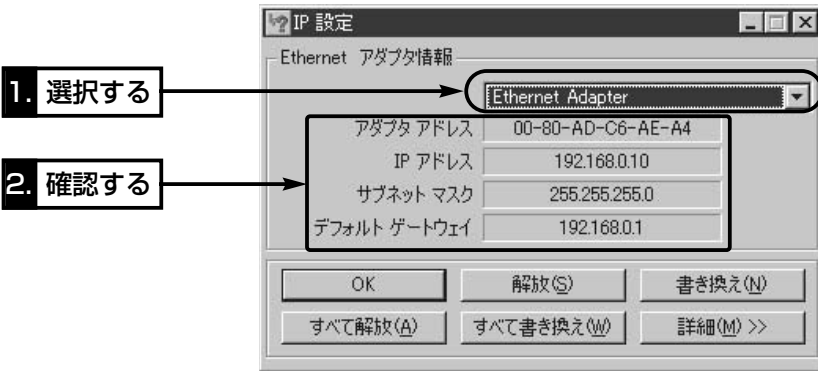 IP 設定
Ethernet アダプタ情報
1. 選択する
Ethernet Adapter
アダプタ アドレス 00-80-AD-C6-AE-A4
IP アドレス 192.168.0.10
2. 確認する
サブネット マスク 255.255.255.0
デフォルト ゲートウェイ 192.168.0.1
OK 解放(S) 書き換え(N)
すべて解放(A) すべて書き換え(W) 詳細(M) >>